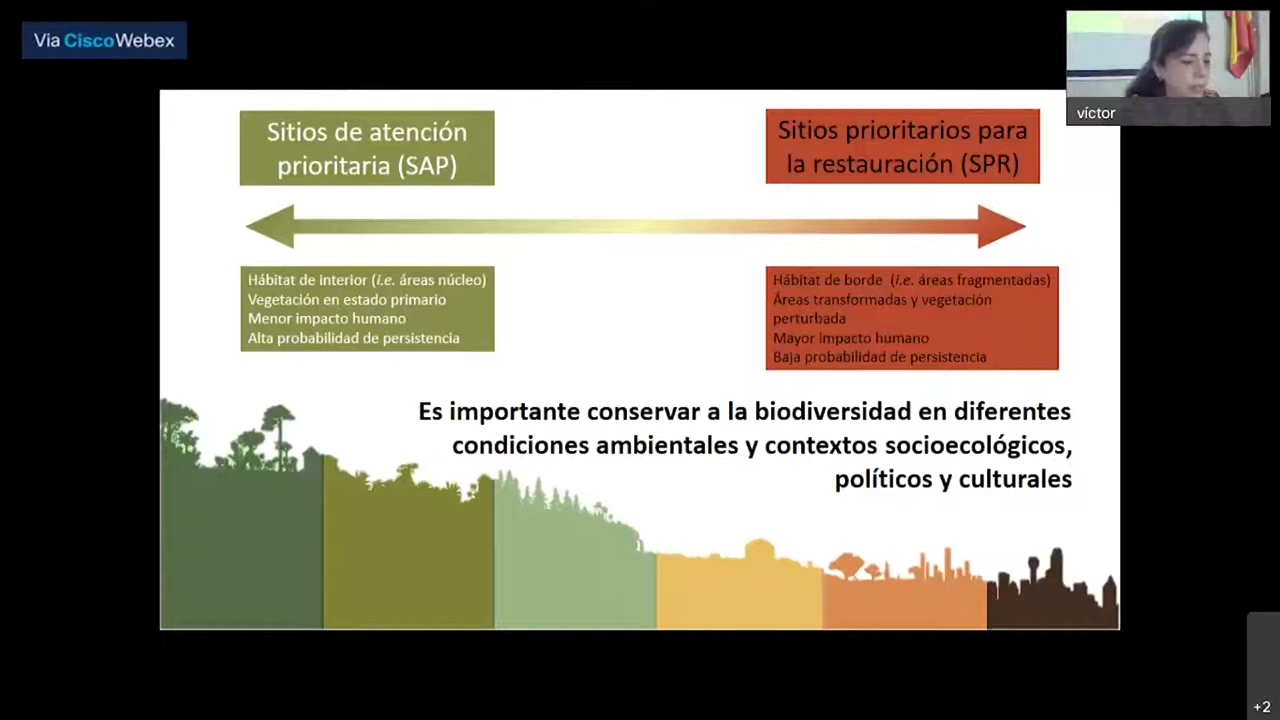 Via Cisco Webex
víctor
Sitios de atención
prioritaria (SAP)
Sitios prioritarios para
la restauración (SPR)
Hábitat de interior (i.e. áreas núcleo)
Vegetación en estado primario
Menor impacto humano
Alta probabilidad de persistencia
Hábitat de borde (i.e. áreas fragmentadas)
Áreas transformadas y vegetación
perturbada
Mayor impacto humano
Baja probabilidad de persistencia
Es importante conservar a la biodiversidad en diferentes
condiciones ambientales y contextos socioecológicos,
políticos y culturales
+2